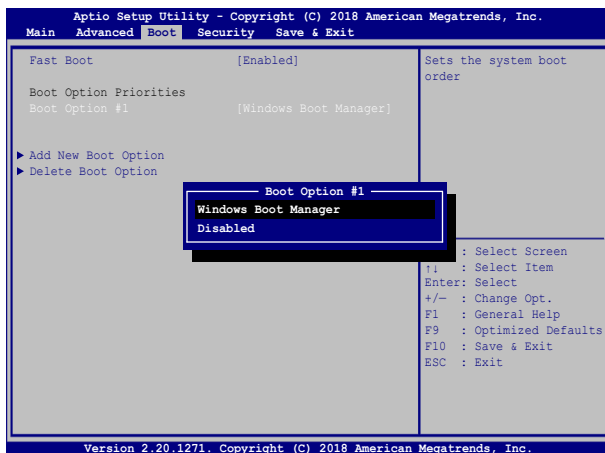 Aptio Setup Utility - Copyright (C) 2018 American Megatrends, Inc.
Main Advanced Boot Security Save & Exit
Fast Boot [Enabled]
Boot Option Priorities
Boot Option #1 [Windows Boot Manager]
Add New Boot Option
Delete Boot Option
Sets the system boot
order
Boot Option #1
Windows Boot Manager
Disabled
: Select Screen
↑↓ : Select Item
Enter: Select
+/— : Change Opt.
F1 : General Help
F9 : Optimized Defaults
F10 : Save & Exit
ESC : Exit
Version 2.20.1271. Copyright (C) 2018 American Megatrends, Inc.